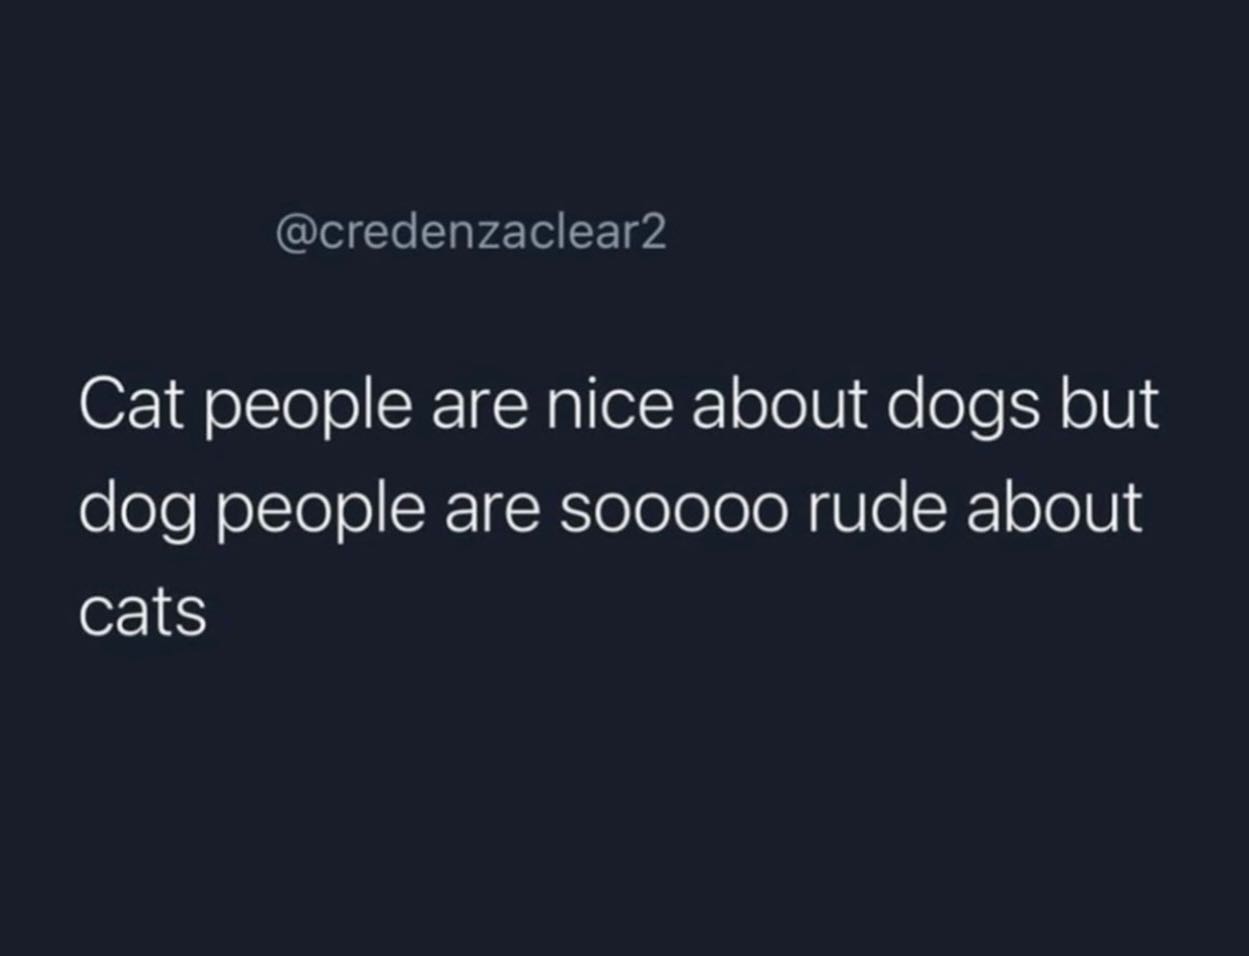 @credenzaclear2
Cat people are nice about dogs but
dog people are sooooo rude about
cats